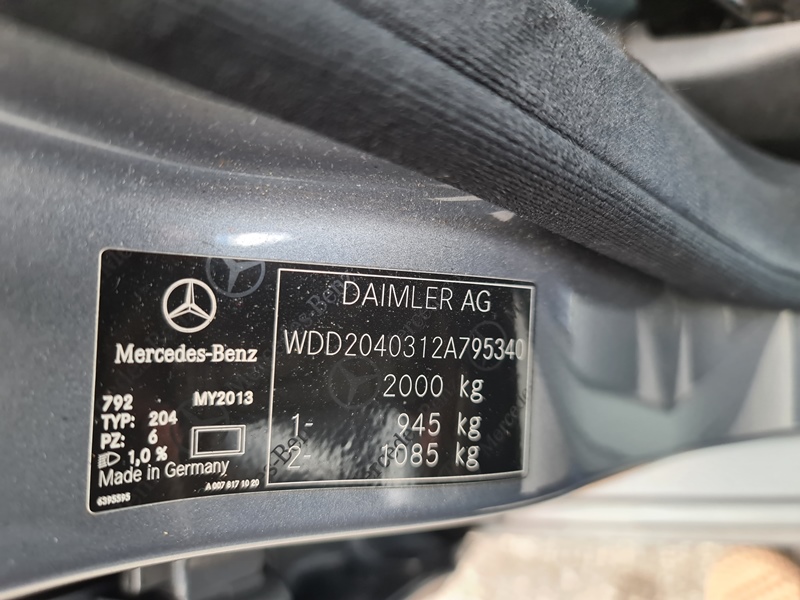 Mercedes-Benz
792 MY2013
TYP: 204
PZ: 6
1,0 %
Made in Germany
6395595
A 007 817 10 20
DAIMLER AG
WDD2040312A795340
2000 kg
1- 945 kg
2- 1085 kg